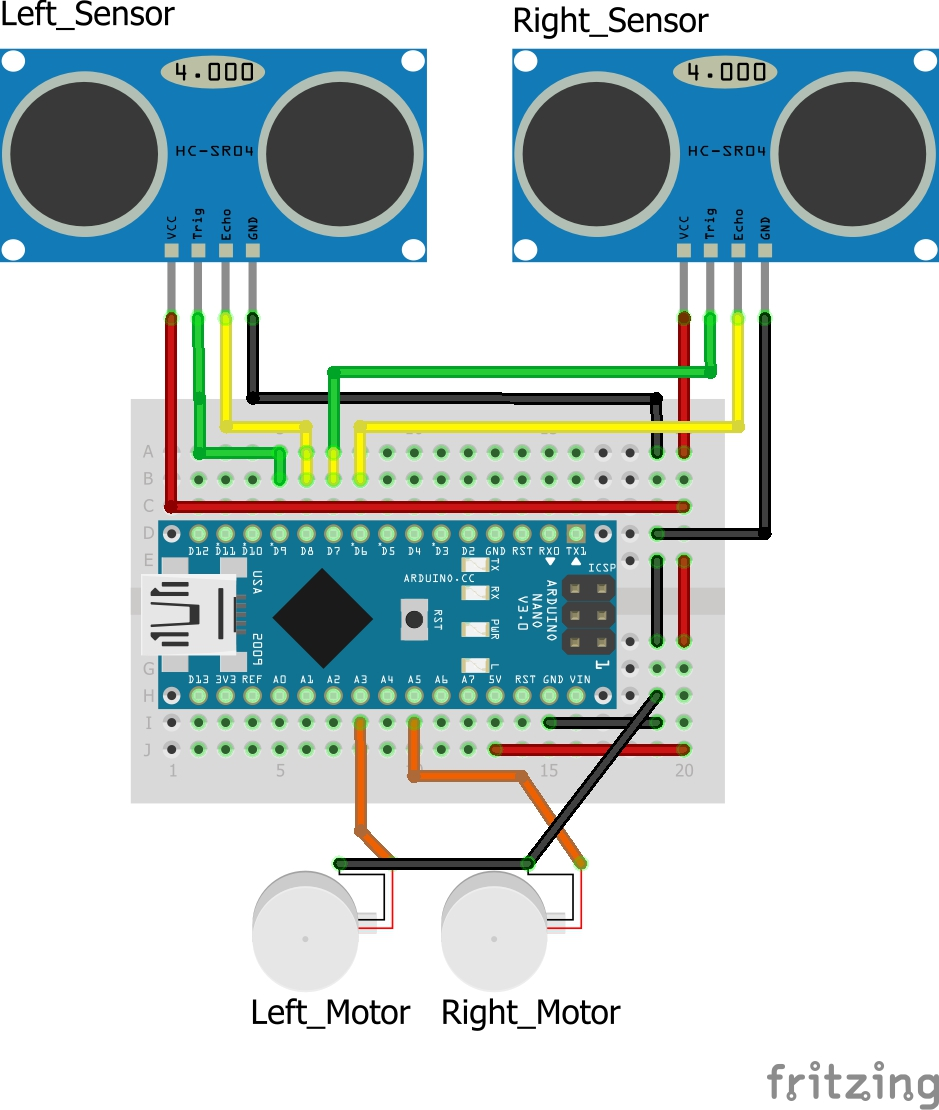 Left_Sensor
Right_Sensor
4.000
4.000
HC-SR04
HC-SR04
VCC
Trig
Echo
GND
VCC
Trig
Echo
GND
A
B
C
D
D12
*D11
*D10
*D9
D8
D7
*D6
*D5
D4
*D3
D2
GND
RST
RX0
TX1
E
USA
ARDUINO.CC
TX
RX
PWR
L
RST
ARDUINO
NANO
V3.0
ICSP
1
2009
G
D13
3V3
REF
A0
A1
A2
A3
A4
A5
A6
A7
5V
RST
GND
VIN
H
I
J
1
5
15
20
Left_Motor
Right_Motor
fritzing